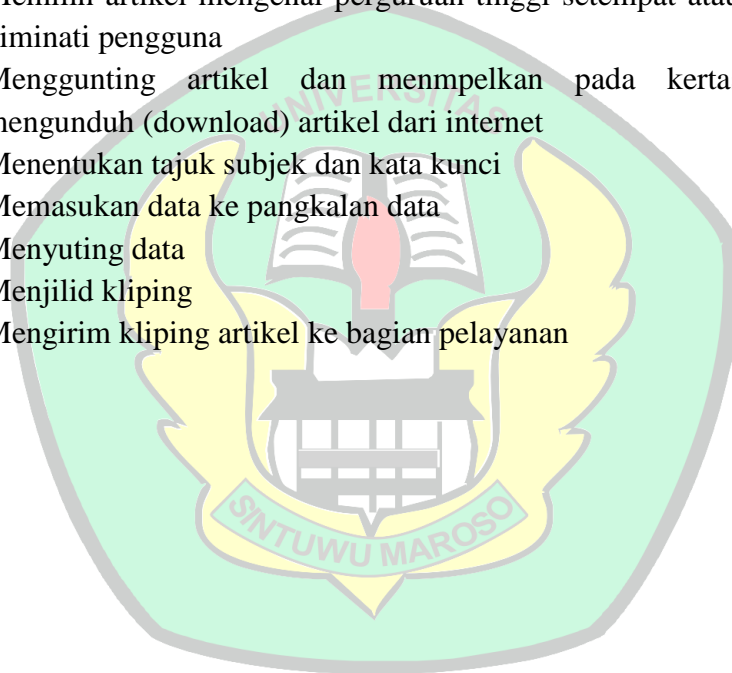 Memilih artikel mengenai perguruan tinggi setempat atau
iminati pengguna
Menggunting artikel dan menmpelkan pada kerta
mengunduh (download) artikel dari internet
Menentukan tajuk subjek dan kata kunci
Memasukan data ke pangkalan data
Menyuting data
Menjilid kliping
Mengirim kliping artikel ke bagian pelayanan
UNIVERSITAS
SINTUWU MAROSO